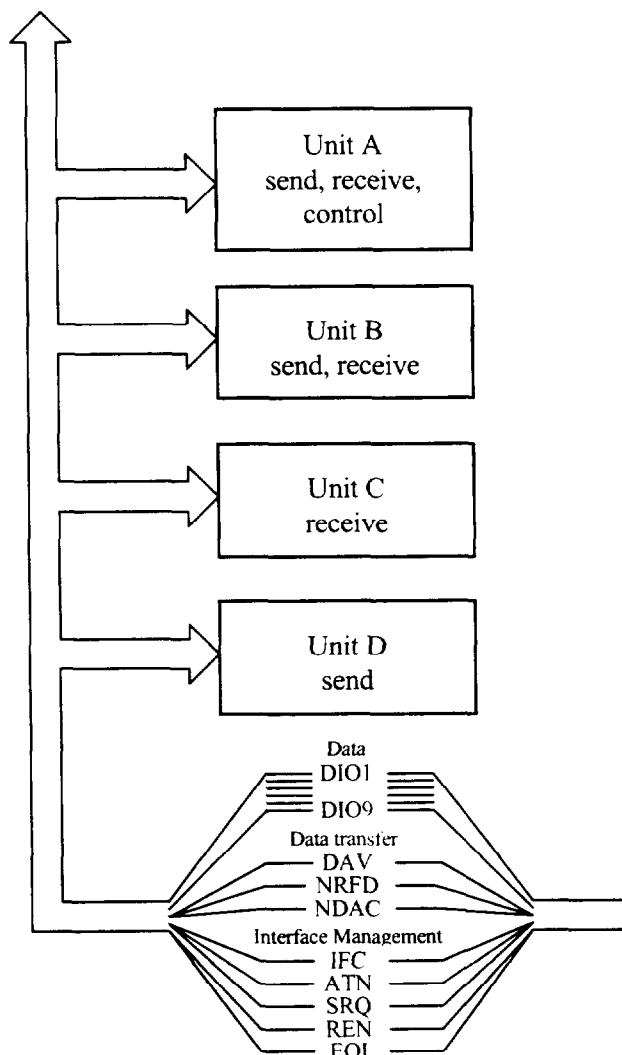 Unit A
send, receive,
control
Unit B
send, receive
Unit C
receive
Unit D
send
Data
DIO1
DIO9
Data transfer
DAV
NRFD
NDAC
Interface Management
IFC
ATN
SRQ
REN
EOI